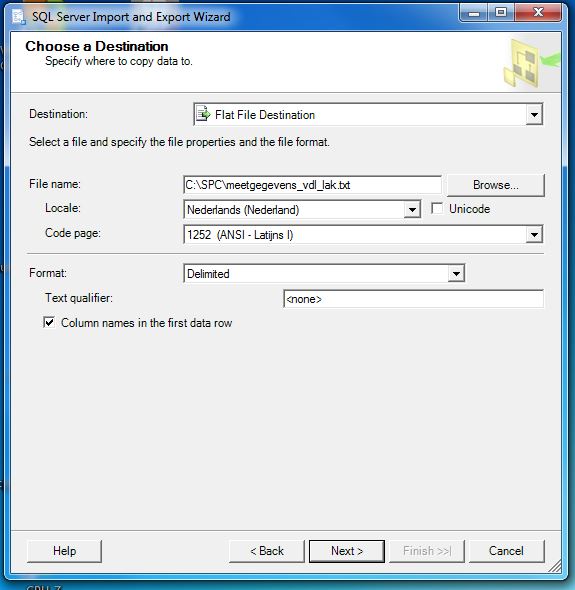 SQL Server Import and Export Wizard
Choose a Destination
Specify where to copy data to.
Destination: Flat File Destination
Select a file and specify the file properties and the file format.
File name: C:\SPC\meetgegevens_vdl_lak.txt Browse...
Locale: Nederlands (Nederland) Unicode
Code page: 1252 (ANSI - Latijns I)
Format: Delimited
Text qualifier: <none>
Column names in the first data row
Help < Back Next > Finish >>| Cancel